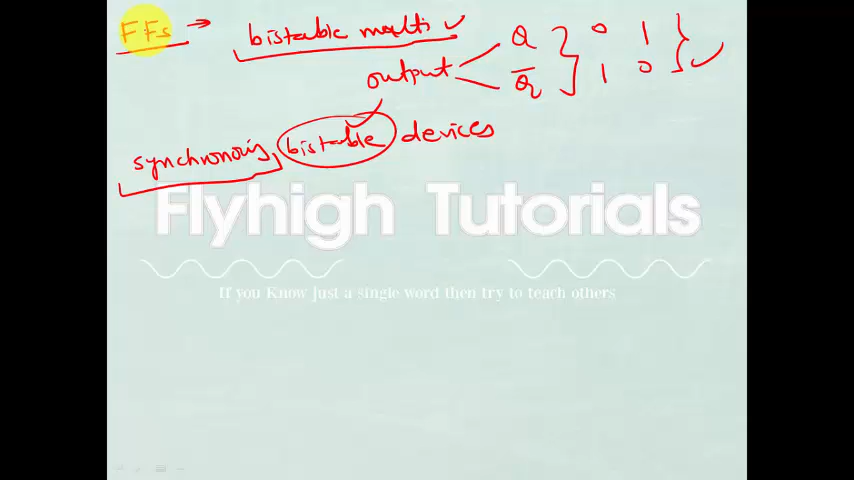 FFs → bistable multi ✓
output Q 0 1
Q̅ 1 0 ✓
synchronous bistable devices
Flyhigh Tutorials
If you Know just a single word then try to teach others